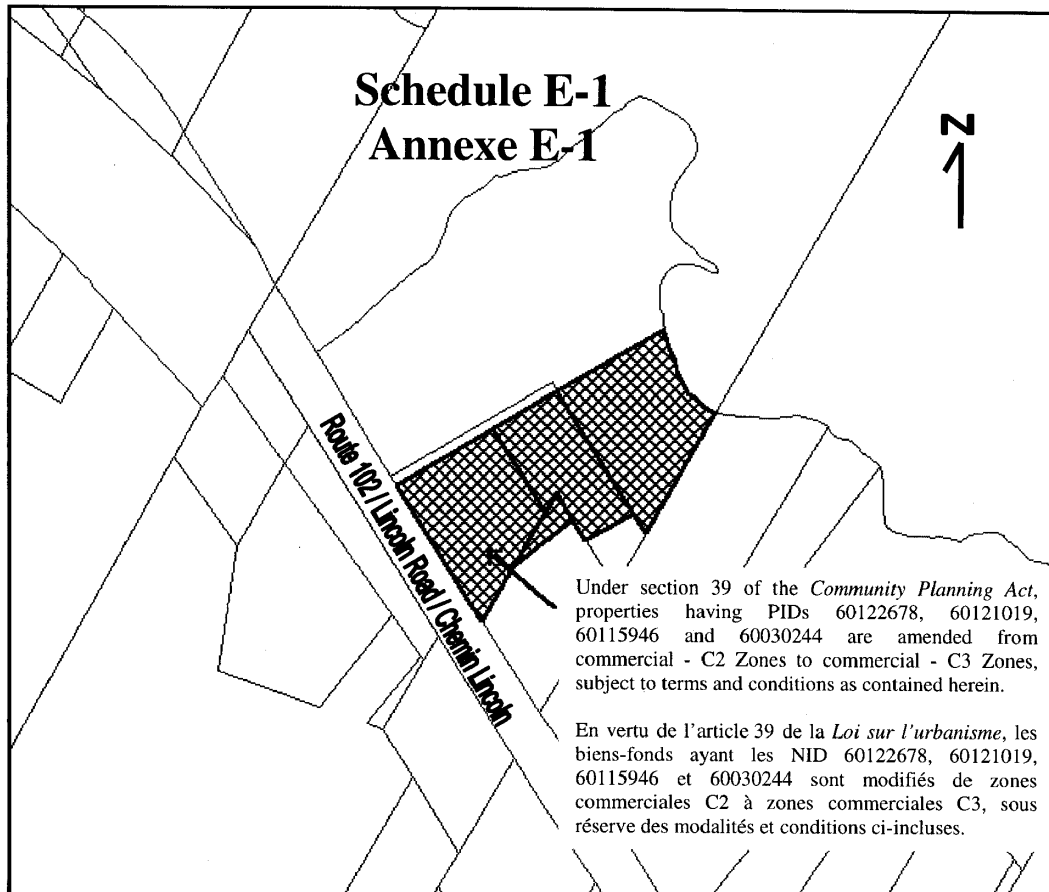 Schedule E-1
Annexe E-1
N
Route 102 / Lincoln Road / Chemin Lincoln
Under section 39 of the Community Planning Act,
properties having PIDs 60122678, 60121019,
60115946 and 60030244 are amended from
commercial - C2 Zones to commercial - C3 Zones,
subject to terms and conditions as contained herein.
En vertu de l'article 39 de la Loi sur l'urbanisme, les
biens-fonds ayant les NID 60122678, 60121019,
60115946 et 60030244 sont modifiés de zones
commerciales C2 à zones commerciales C3, sous
réserve des modalités et conditions ci-incluses.